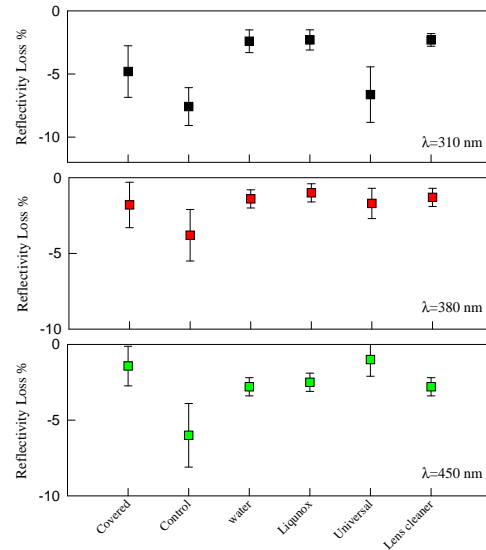 0
-5
-10
Reflectivity Loss %
λ=310 nm
0
-5
-10
Reflectivity Loss %
λ=380 nm
0
-5
-10
Reflectivity Loss %
λ=450 nm
Covered
Control
water
Liqunox
Universal
Lens cleaner